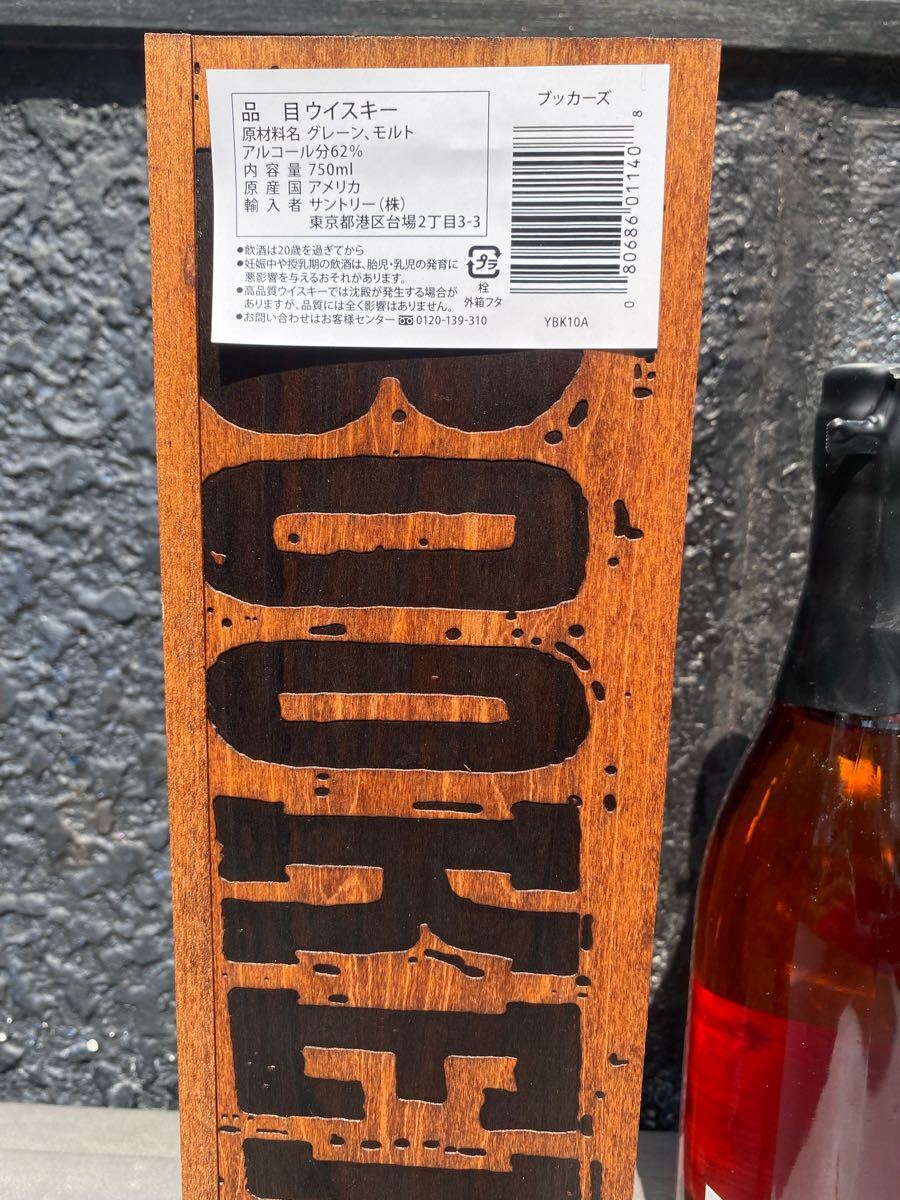 品 目 ウイスキー
原材料名 グレーン、モルト
アルコール分62%
内 容 量 750ml
原 産 国 アメリカ
輸 入 者 サントリー(株)
東京都港区台場2丁目3-3
●飲酒は20歳を過ぎてから
●妊娠中や授乳期の飲酒は、胎児・乳児の発育に
悪影響を与えるおそれがあります。
●高品質ウイスキーでは沈殿が発生する場合が
ありますが、品質には全く影響はありません。
●お問い合わせはお客様センター 0120-139-310
プラ
栓
外箱フタ
ブッカーズ
0 80686 01140 8
YBK10A
BOOKE